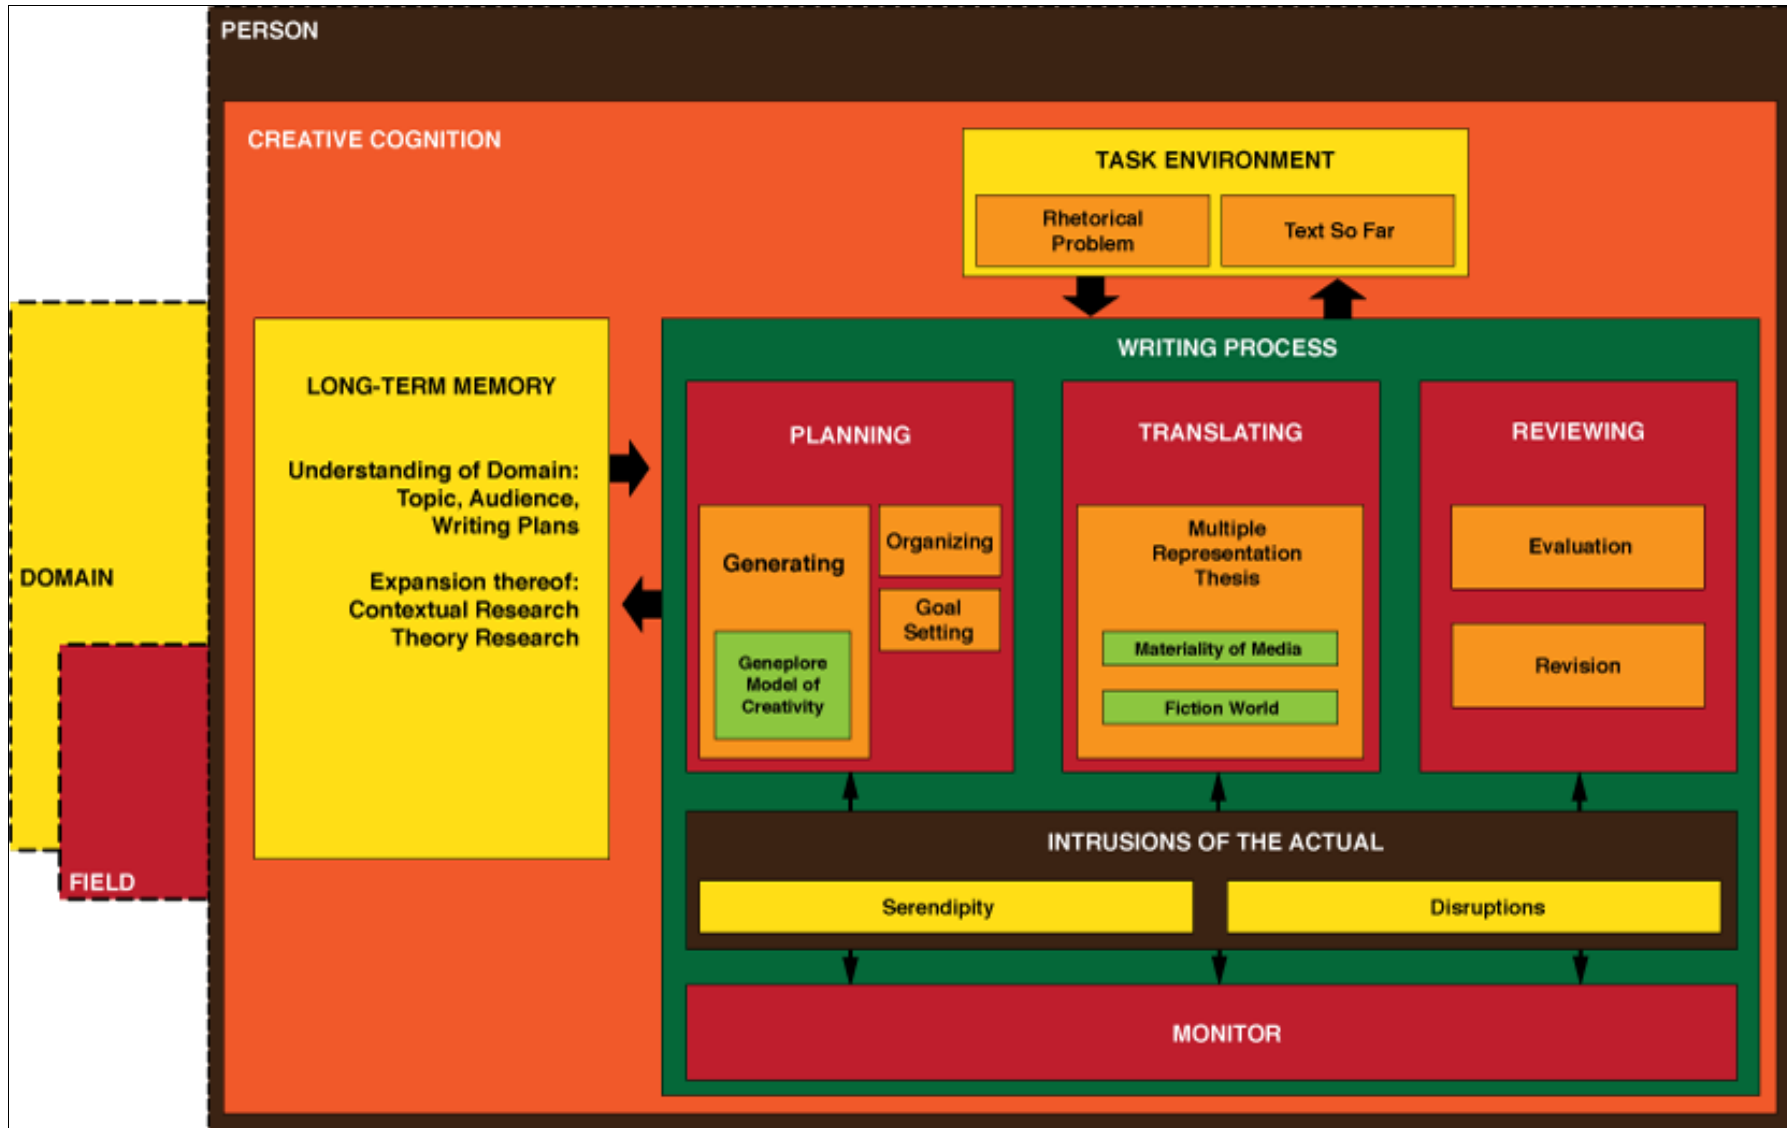 PERSON
CREATIVE COGNITION
TASK ENVIRONMENT
Rhetorical
Problem
Text So Far
DOMAIN
FIELD
LONG-TERM MEMORY
Understanding of Domain:
Topic, Audience,
Writing Plans
Expansion thereof:
Contextual Research
Theory Research
WRITING PROCESS
PLANNING
Generating
Geneplore
Model of
Creativity
Organizing
Goal
Setting
TRANSLATING
Multiple
Representation
Thesis
Materiality of Media
Fiction World
REVIEWING
Evaluation
Revision
INTRUSIONS OF THE ACTUAL
Serendipity
Disruptions
MONITOR